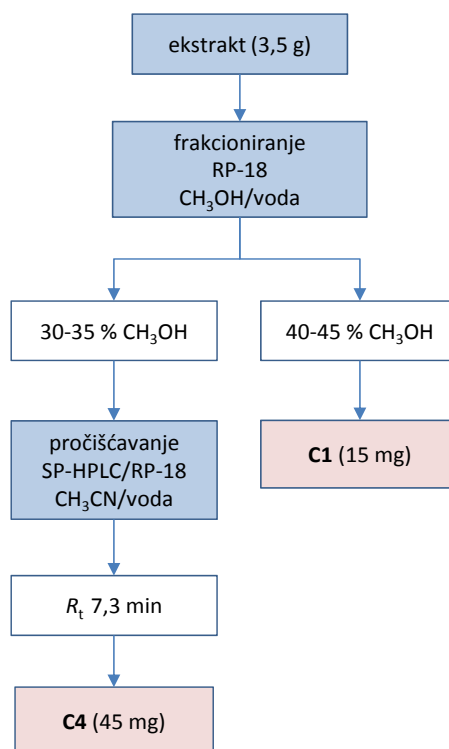 ekstrakt (3,5 g)
frakcioniranje
RP-18
CH₃OH/voda
30-35 % CH₃OH
40-45 % CH₃OH
pročišćavanje
SP-HPLC/RP-18
CH₃CN/voda
C1 (15 mg)
Rₜ 7,3 min
C4 (45 mg)